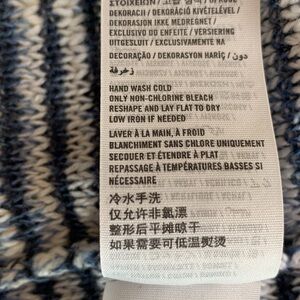 ΣΤΟΙΧΕΙΩΝ /
DEKORACJI / DEKORÁCIÓ KIVÉTELÉVEL /
DEKORASJON IKKE MEDREGNET /
EXCLUSIVO DO ENFEITE / VERSIERING
UITGESLUIT / EXCLUSIVAMENTE NA
DECORAÇÃO / DEKORASYON HARİÇ / دون
زخرفة
HAND WASH COLD
ONLY NON-CHLORINE BLEACH
RESHAPE AND LAY FLAT TO DRY
LOW IRON IF NEEDED
LAVER À LA MAIN, À FROID
BLANCHIMENT SANS CHLORE UNIQUEMENT
SECOUER ET ÉTENDRE À PLAT
REPASSAGE À TEMPÉRATURES BASSES SI
NÉCESSAIRE
冷水手洗
仅允许非氯漂
整形后平摊晾干
如果需要可低温熨烫